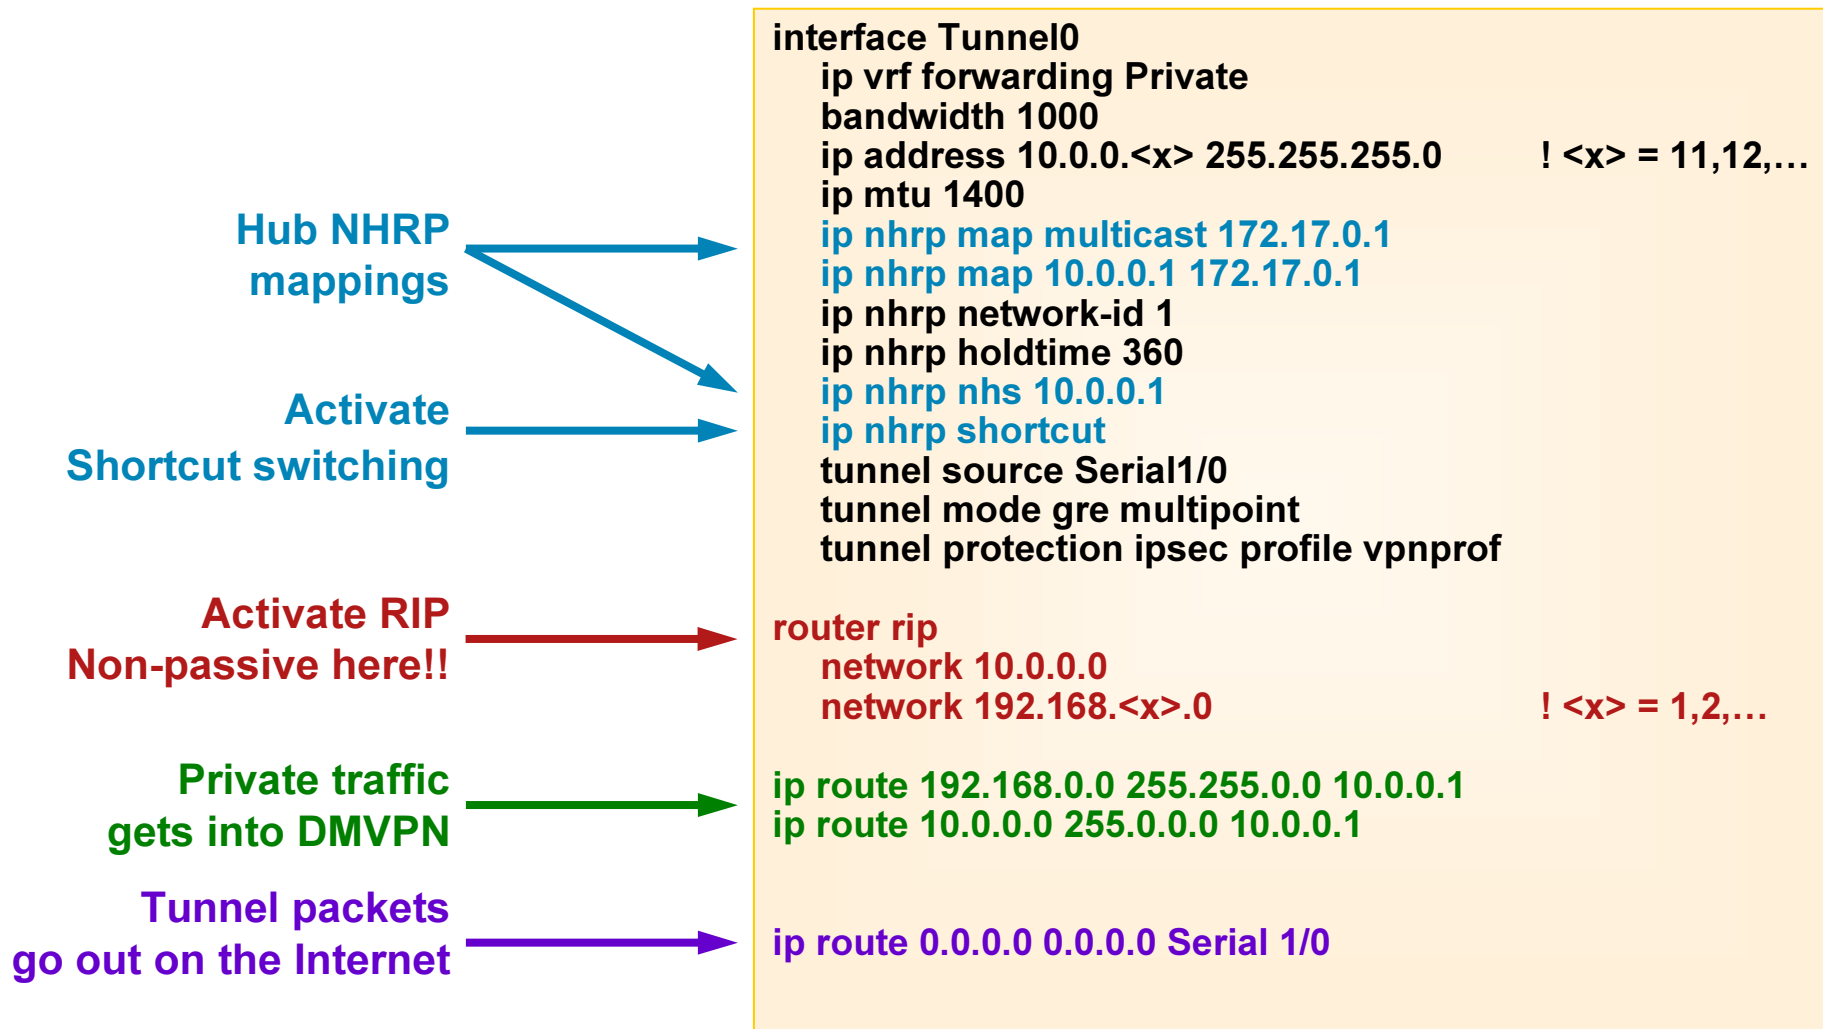 interface Tunnel0
ip vrf forwarding Private
bandwidth 1000
ip address 10.0.0.<x> 255.255.255.0 ! <x> = 11,12,…
ip mtu 1400
Hub NHRP
mappings
ip nhrp map multicast 172.17.0.1
ip nhrp map 10.0.0.1 172.17.0.1
ip nhrp network-id 1
ip nhrp holdtime 360
ip nhrp nhs 10.0.0.1
Activate
Shortcut switching
ip nhrp shortcut
tunnel source Serial1/0
tunnel mode gre multipoint
tunnel protection ipsec profile vpnprof
Activate RIP
Non-passive here!!
router rip
network 10.0.0.0
network 192.168.<x>.0 ! <x> = 1,2,…
Private traffic
gets into DMVPN
ip route 192.168.0.0 255.255.0.0 10.0.0.1
ip route 10.0.0.0 255.0.0.0 10.0.0.1
Tunnel packets
go out on the Internet
ip route 0.0.0.0 0.0.0.0 Serial 1/0